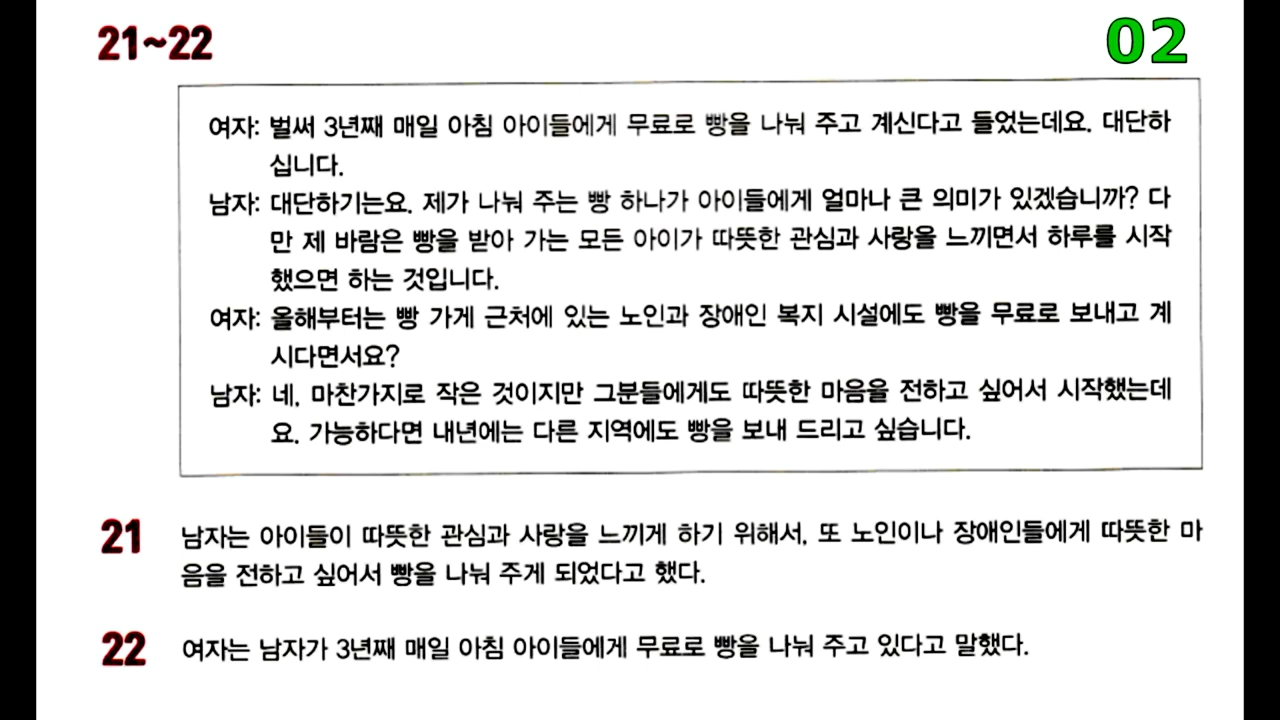 21~22
02
여자: 벌써 3년째 매일 아침 아이들에게 무료로 빵을 나눠 주고 계신다고 들었는데요. 대단하
십니다.
남자: 대단하기는요. 제가 나눠 주는 빵 하나가 아이들에게 얼마나 큰 의미가 있겠습니까? 다
만 제 바람은 빵을 받아 가는 모든 아이가 따뜻한 관심과 사랑을 느끼면서 하루를 시작
했으면 하는 것입니다.
여자: 올해부터는 빵 가게 근처에 있는 노인과 장애인 복지 시설에도 빵을 무료로 보내고 계
시다면서요?
남자: 네, 마찬가지로 작은 것이지만 그분들에게도 따뜻한 마음을 전하고 싶어서 시작했는데
요. 가능하다면 내년에는 다른 지역에도 빵을 보내 드리고 싶습니다.
21 남자는 아이들이 따뜻한 관심과 사랑을 느끼게 하기 위해서, 또 노인이나 장애인들에게 따뜻한 마
음을 전하고 싶어서 빵을 나눠 주게 되었다고 했다.
22 여자는 남자가 3년째 매일 아침 아이들에게 무료로 빵을 나눠 주고 있다고 말했다.